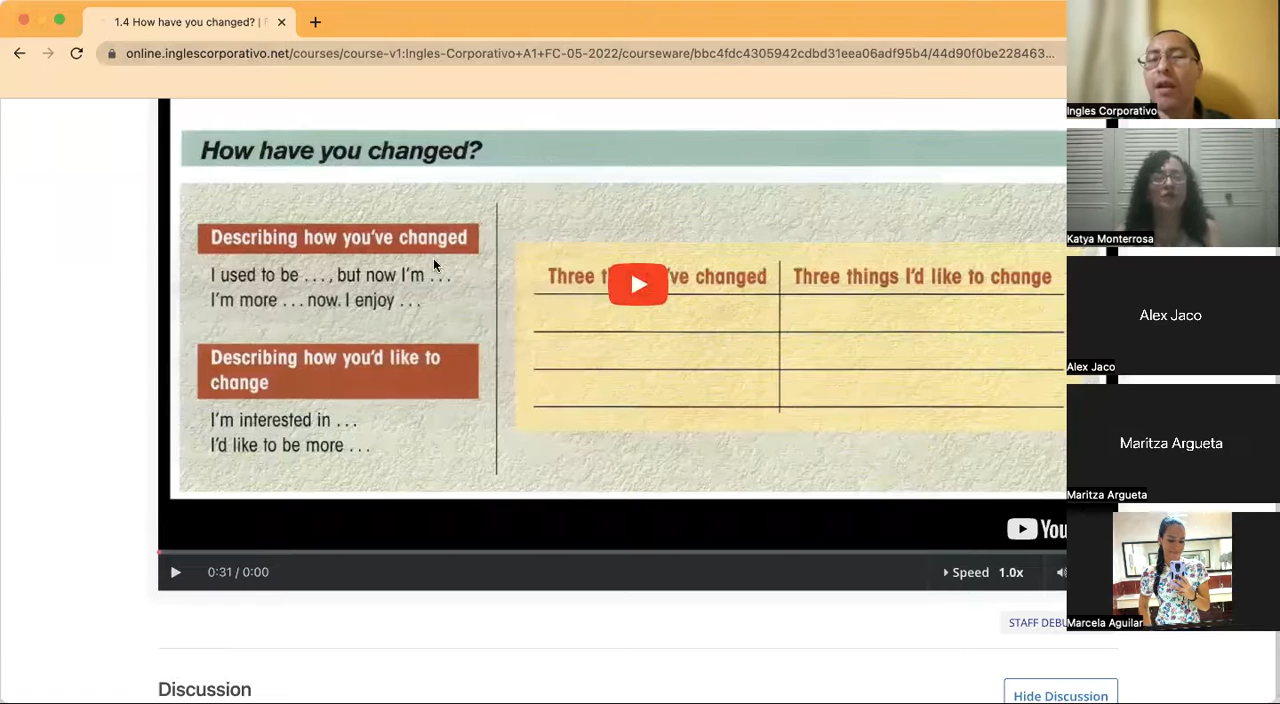 1.4 How have you changed? |
online.inglescorporativo.net/courses/course-v1:Ingles-Corporativo+A1+FC-05-2022/courseware/bbc4fdc4305942cdbd31eea06adf95b4/44d90f0be228463...
How have you changed?
Describing how you've changed
I used to be ..., but now I'm ...
I'm more ... now. I enjoy ...
Describing how you'd like to
change
I'm interested in ...
I'd like to be more ...
Three 've changed
Three things I'd like to change
You
0:31 / 0:00
Speed 1.0x
STAFF DEBU
Discussion
Hide Discussion
Ingles Corporativo
Katya Monterrosa
Alex Jaco
Alex Jaco
Maritza Argueta
Maritza Argueta
Marcela Aguilar